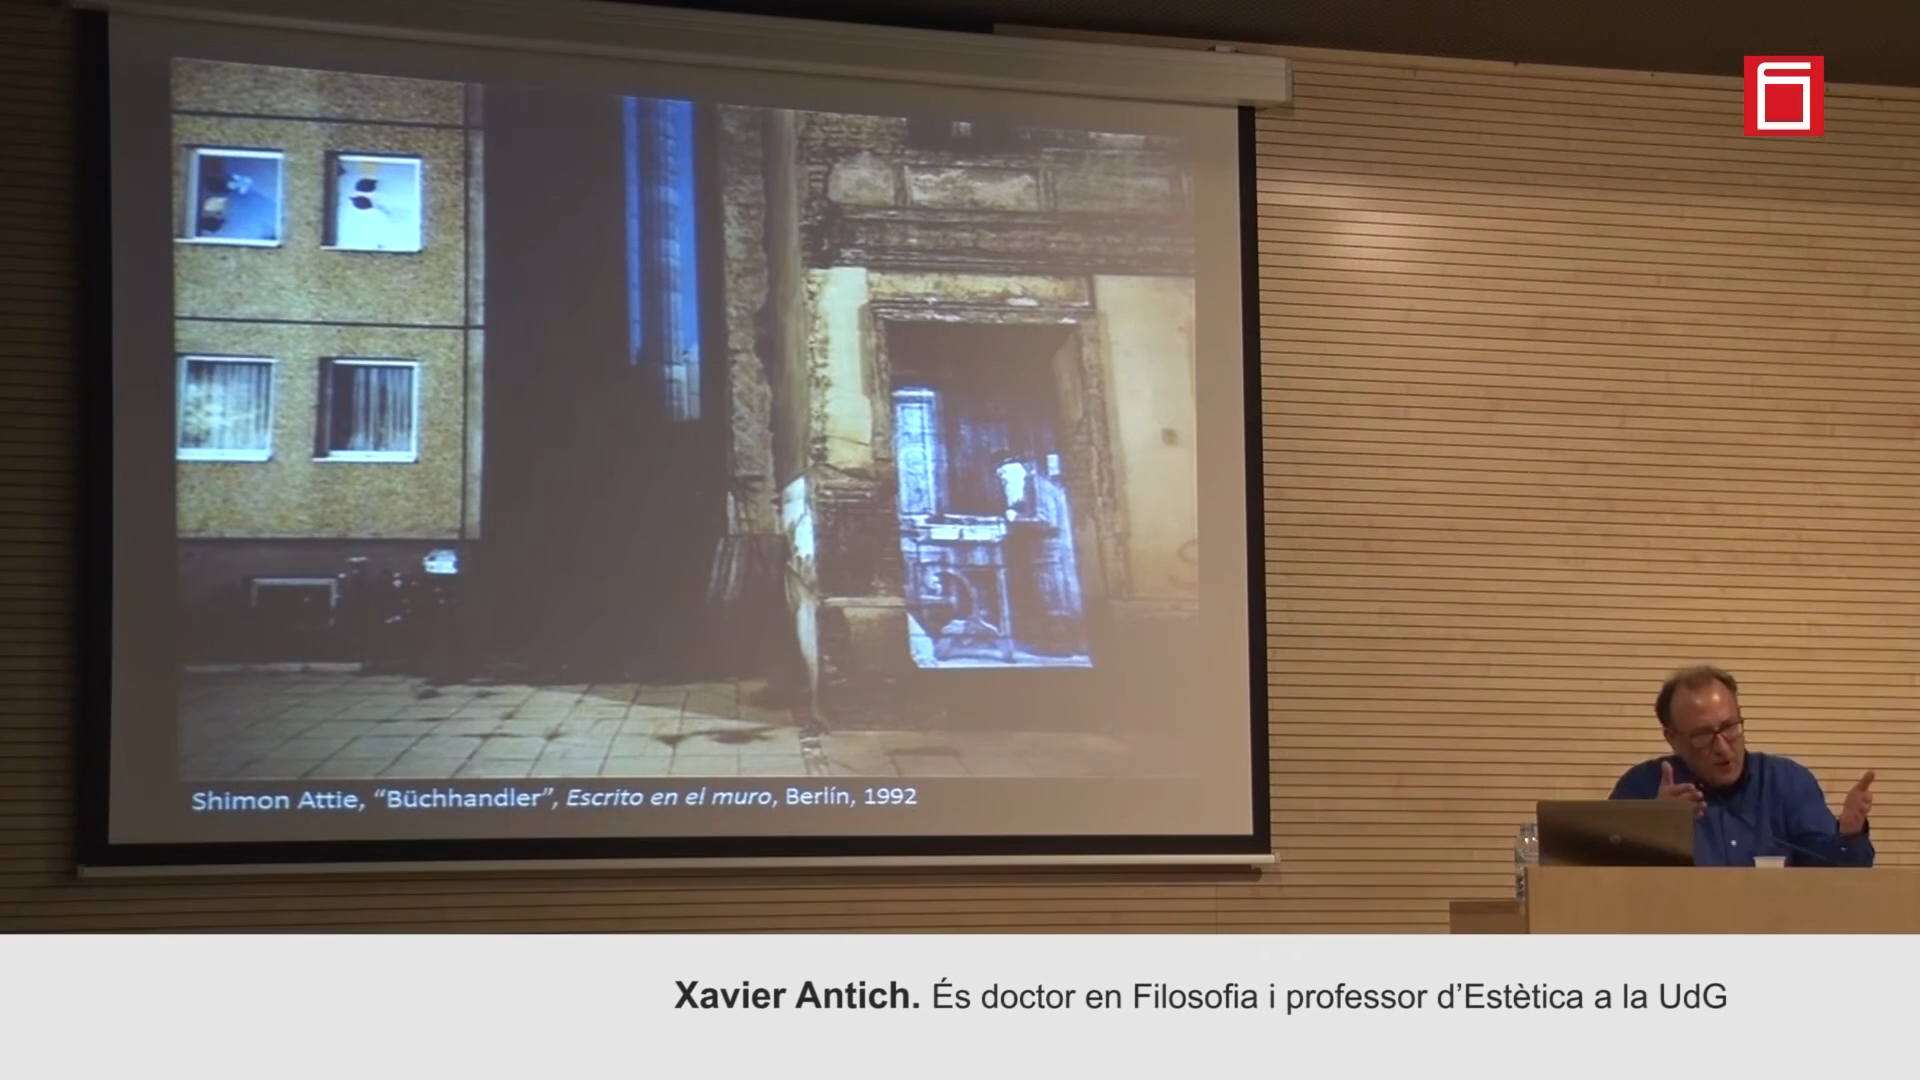 Shimon Attie, “Büchhandler”, Escrito en el muro, Berlín, 1992
Xavier Antich. És doctor en Filosofia i professor d’Estètica a la UdG